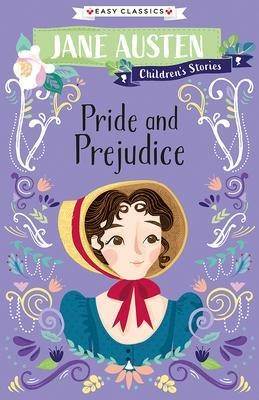 EASY CLASSICS
JANE AUSTEN
Children's Stories
Pride and
Prejudice